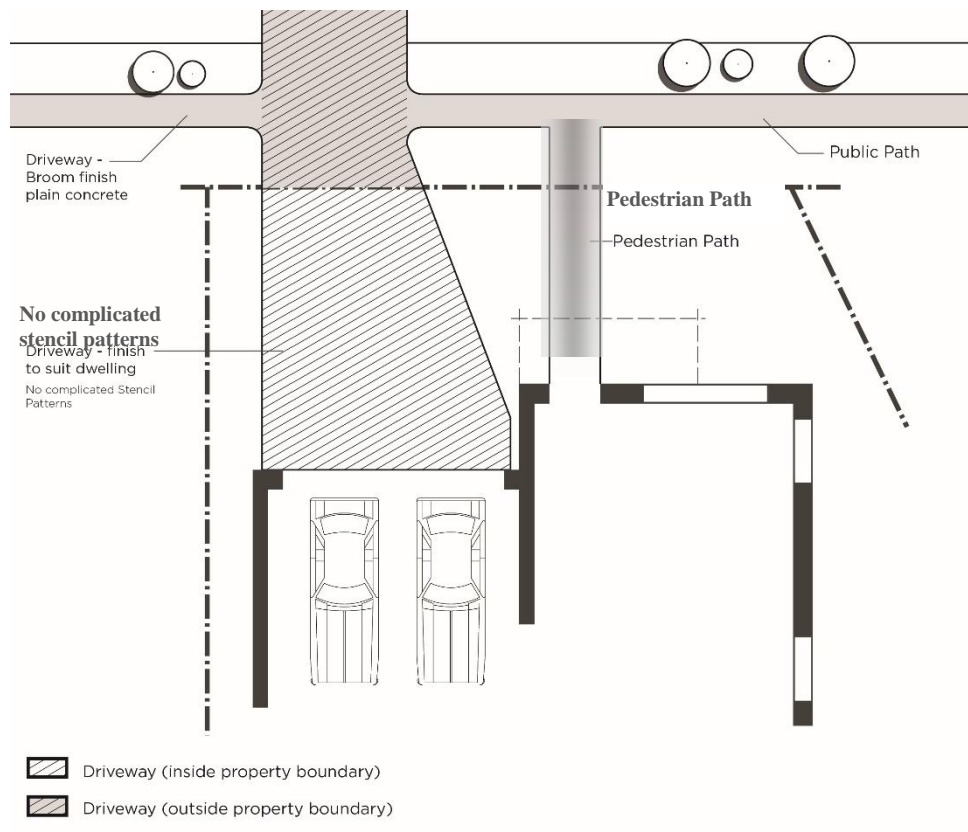 Driveway -
Broom finish
plain concrete
Public Path
Pedestrian Path
Pedestrian Path
No complicated
stencil patterns
Driveway - finish
to suit dwelling
No complicated Stencil
Patterns
Driveway (inside property boundary)
Driveway (outside property boundary)